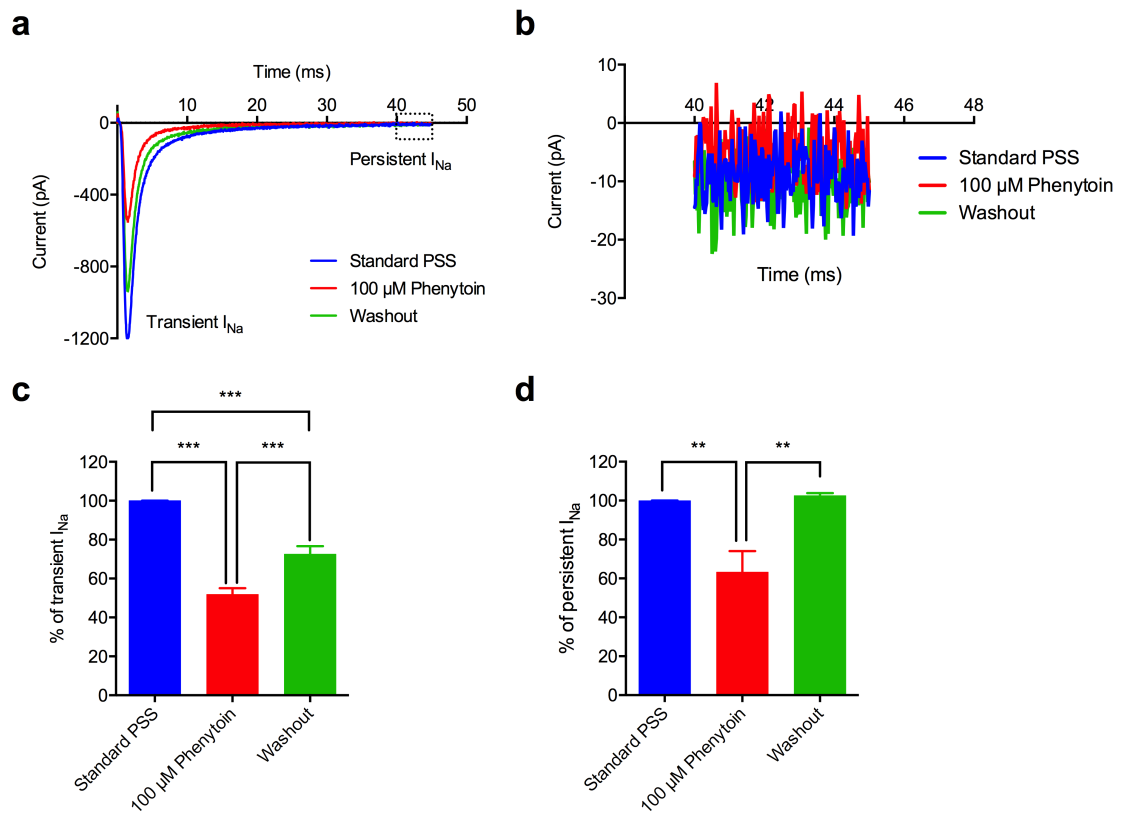 a
Time (ms)
10 20 30 40 50
0
-400
-800
-1200
Current (pA)
Persistent INa
Transient INa
Standard PSS
100 µM Phenytoin
Washout
b
10
0
-10
-20
-30
Current (pA)
40 42 44 46 48
Time (ms)
Standard PSS
100 µM Phenytoin
Washout
c
***
*** ***
120
100
80
60
40
20
0
% of transient INa
Standard PSS
100 µM Phenytoin
Washout
d
** **
120
100
80
60
40
20
0
% of persistent INa
Standard PSS
100 µM Phenytoin
Washout